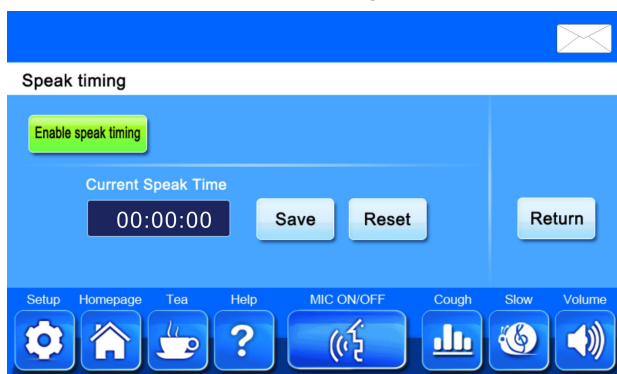 Speak timing
Enable speak timing
Current Speak Time
00:00:00
Save
Reset
Return
Setup
Homepage
Tea
Help
MIC ON/OFF
Cough
Slow
Volume
?